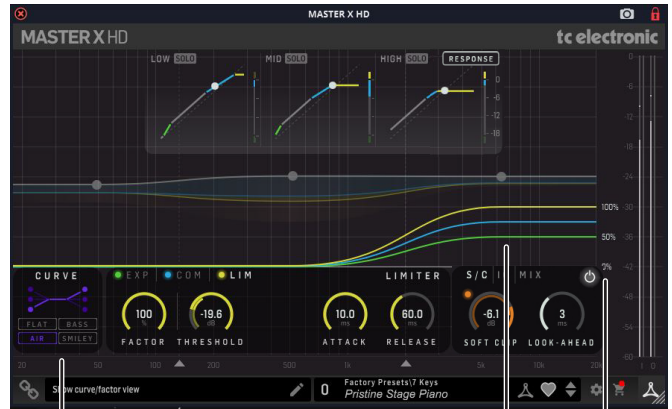 MASTER X HD
MASTER X HD
tc electronic
LOW SOLO MID SOLO HIGH SOLO RESPONSE
0
-6
-12
-18
0
-6
-12
-18
-24
100% -30
50% -36
0% -42
-48
-54
-60
I O
CURVE
FLAT BASS
AIR SMILEY
EXP COM LIM LIMITER
100
%
FACTOR
-19.6
dB
THRESHOLD
10.0
ms
ATTACK
60.0
ms
RELEASE
S/C MIX
-6.1
dB
SOFT CLIP
3
ms
LOOK-AHEAD
20 50 100 200 500 1k 2k 5k 10k 20k
Show curve/factor view
0
Factory Presets\7 Keys
Pristine Stage Piano